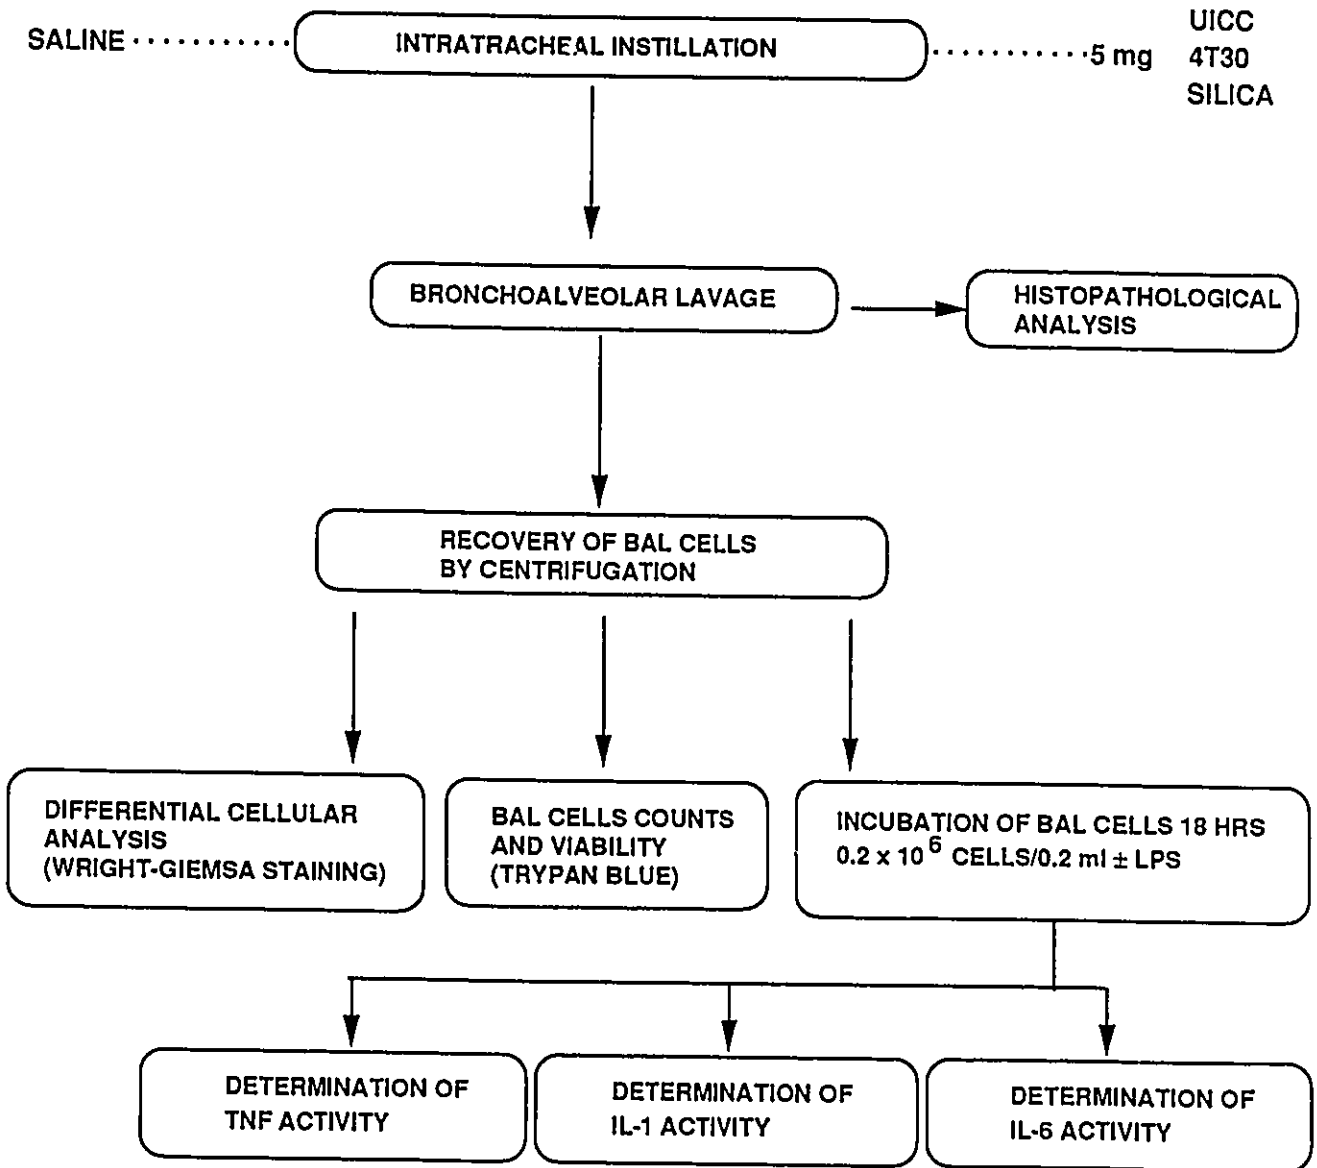 SALINE ·········· INTRATRACHEAL INSTILLATION ··········5 mg
UICC
4T30
SILICA
BRONCHOALVEOLAR LAVAGE
HISTOPATHOLOGICAL
ANALYSIS
RECOVERY OF BAL CELLS
BY CENTRIFUGATION
DIFFERENTIAL CELLULAR
ANALYSIS
(WRIGHT-GIEMSA STAINING)
BAL CELLS COUNTS
AND VIABILITY
(TRYPAN BLUE)
INCUBATION OF BAL CELLS 18 HRS
0.2 x 10⁶ CELLS/0.2 ml ± LPS
DETERMINATION OF
TNF ACTIVITY
DETERMINATION OF
IL-1 ACTIVITY
DETERMINATION OF
IL-6 ACTIVITY